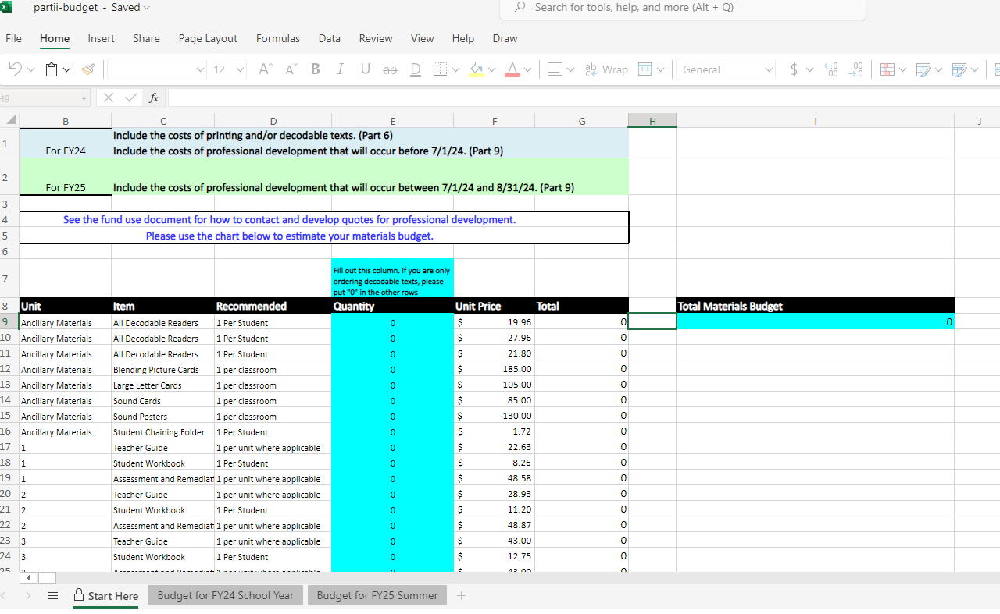 partii-budget - Saved
Search for tools, help, and more (Alt + Q)
File Home Insert Share Page Layout Formulas Data Review View Help Draw
12 A A B I U ab D A ab Wrap General $ .00 .00
H9 fx
B C D E F G H I J
1 For FY24 Include the costs of printing and/or decodable texts. (Part 6)
Include the costs of professional development that will occur before 7/1/24. (Part 9)
2 For FY25 Include the costs of professional development that will occur between 7/1/24 and 8/31/24. (Part 9)
3
4 See the fund use document for how to contact and develop quotes for professional development.
5 Please use the chart below to estimate your materials budget.
6
7 Fill out this column. If you are only
ordering decodable texts, please
put "0" in the other rows
8 Unit Item Recommended Quantity Unit Price Total Total Materials Budget
9 Ancillary Materials All Decodable Readers 1 Per Student 0 $ 19.96 0 0
10 Ancillary Materials All Decodable Readers 1 Per Student 0 $ 27.96 0
11 Ancillary Materials All Decodable Readers 1 Per Student 0 $ 21.80 0
12 Ancillary Materials Blending Picture Cards 1 per classroom 0 $ 185.00 0
13 Ancillary Materials Large Letter Cards 1 per classroom 0 $ 105.00 0
14 Ancillary Materials Sound Cards 1 per classroom 0 $ 85.00 0
15 Ancillary Materials Sound Posters 1 per classroom 0 $ 130.00 0
16 Ancillary Materials Student Chaining Folder 1 Per Student 0 $ 1.72 0
17 1 Teacher Guide 1 per unit where applicable 0 $ 22.63 0
18 1 Student Workbook 1 Per Student 0 $ 8.26 0
19 1 Assessment and Remediat 1 per unit where applicable 0 $ 48.58 0
20 2 Teacher Guide 1 per unit where applicable 0 $ 28.93 0
21 2 Student Workbook 1 Per Student 0 $ 11.20 0
22 2 Assessment and Remediat 1 per unit where applicable 0 $ 48.87 0
23 3 Teacher Guide 1 per unit where applicable 0 $ 43.00 0
24 3 Student Workbook 1 Per Student 0 $ 12.75 0
Start Here Budget for FY24 School Year Budget for FY25 Summer